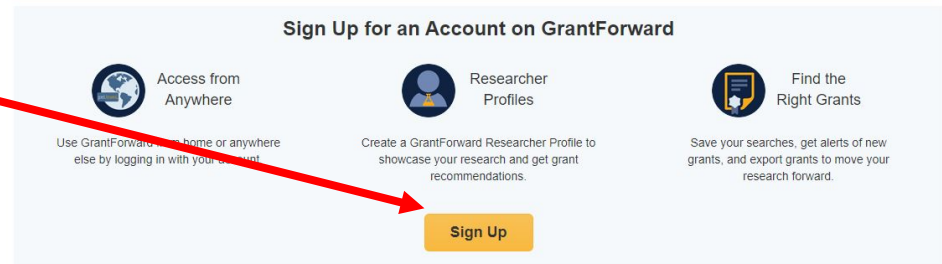 Sign Up for an Account on GrantForward
Access from
Anywhere
Use GrantForward home or anywhere
else by logging in with your account
Researcher
Profiles
Create a GrantForward Researcher Profile to
showcase your research and get grant
recommendations.
Find the
Right Grants
Save your searches, get alerts of new
grants, and export grants to move your
research forward.
Sign Up